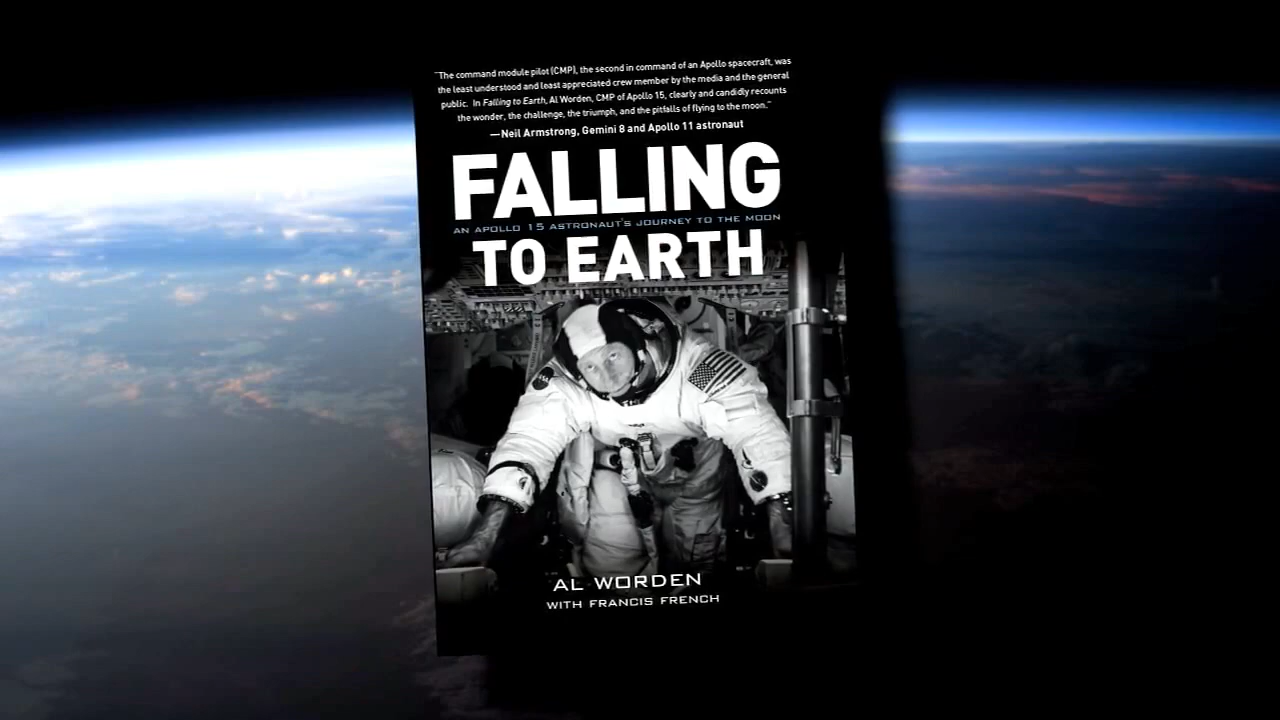 "The command module pilot (CMP), the second in command of an Apollo spacecraft, was
the least understood and least appreciated crew member by the media and the general
public. In Falling to Earth, Al Worden, CMP of Apollo 15, clearly and candidly recounts
the wonder, the challenge, the triumph, and the pitfalls of flying to the moon."
—Neil Armstrong, Gemini 8 and Apollo 11 astronaut
FALLING
AN APOLLO 15 ASTRONAUT'S JOURNEY TO THE MOON
TO EARTH
AL WORDEN
WITH FRANCIS FRENCH